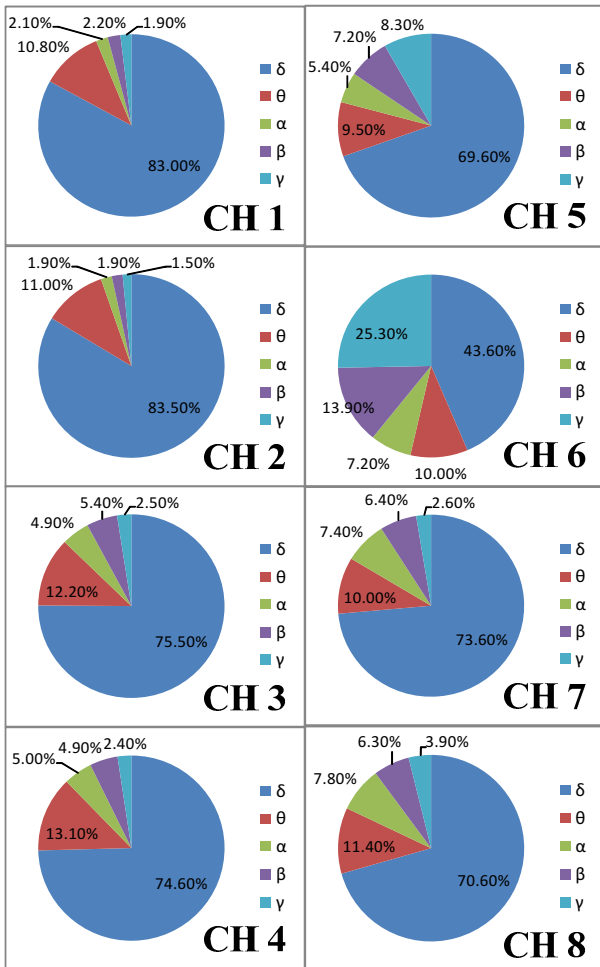 2.10% 2.20% 1.90%
10.80%
83.00%
δ
θ
α
β
γ
CH 1
8.30%
7.20%
5.40%
9.50%
69.60%
δ
θ
α
β
γ
CH 5
1.90% 1.90% 1.50%
11.00%
83.50%
δ
θ
α
β
γ
CH 2
25.30%
43.60%
13.90%
7.20%
10.00%
δ
θ
α
β
γ
CH 6
5.40% 2.50%
4.90%
12.20%
75.50%
δ
θ
α
β
γ
CH 3
6.40% 2.60%
7.40%
10.00%
73.60%
δ
θ
α
β
γ
CH 7
4.90% 2.40%
5.00%
13.10%
74.60%
δ
θ
α
β
γ
CH 4
6.30% 3.90%
7.80%
11.40%
70.60%
δ
θ
α
β
γ
CH 8